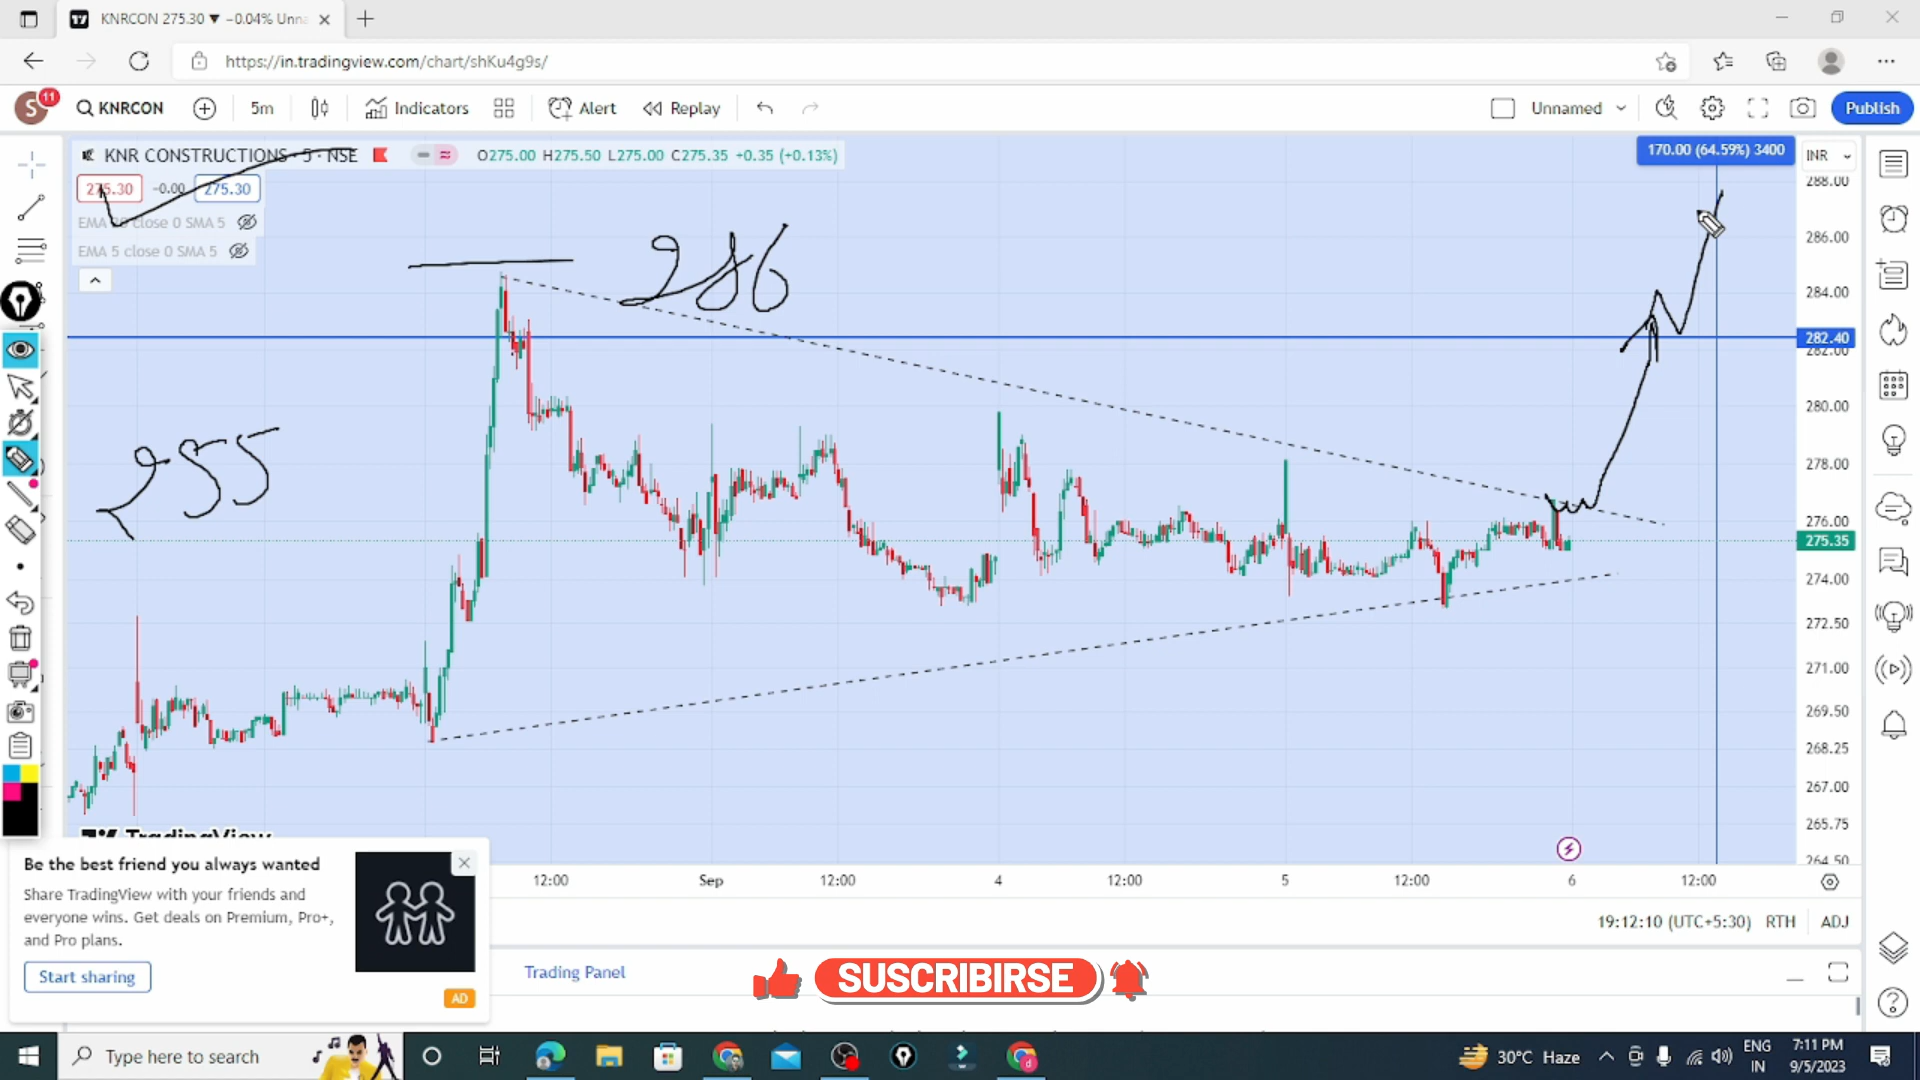 KNRCON 275.30 ▼ −0.04% Unna
https://in.tradingview.com/chart/shKu4g9s/
S 11 KNRCON 5m Indicators Alert Replay Unnamed Publish
KNR CONSTRUCTIONS · 5 · NSE O275.00 H275.50 L275.00 C275.35 +0.35 (+0.13%)
170.00 (64.59%) 3400
INR
275.30 -0.00 275.30
EMA close 0 SMA 5
EMA 5 close 0 SMA 5
286
255
288.00
286.00
284.00
282.40
282.00
280.00
278.00
276.00
275.35
274.00
272.50
271.00
269.50
268.25
267.00
265.75
264.50
TradingView
12:00 Sep 12:00 4 12:00 5 12:00 6 12:00
Be the best friend you always wanted
Share TradingView with your friends and
everyone wins. Get deals on Premium, Pro+,
and Pro plans.
Start sharing
AD
19:12:10 (UTC+5:30) RTH ADJ
Trading Panel
SUSCRIBIRSE
Type here to search
30°C Haze
ENG
IN
7:11 PM
9/5/2023